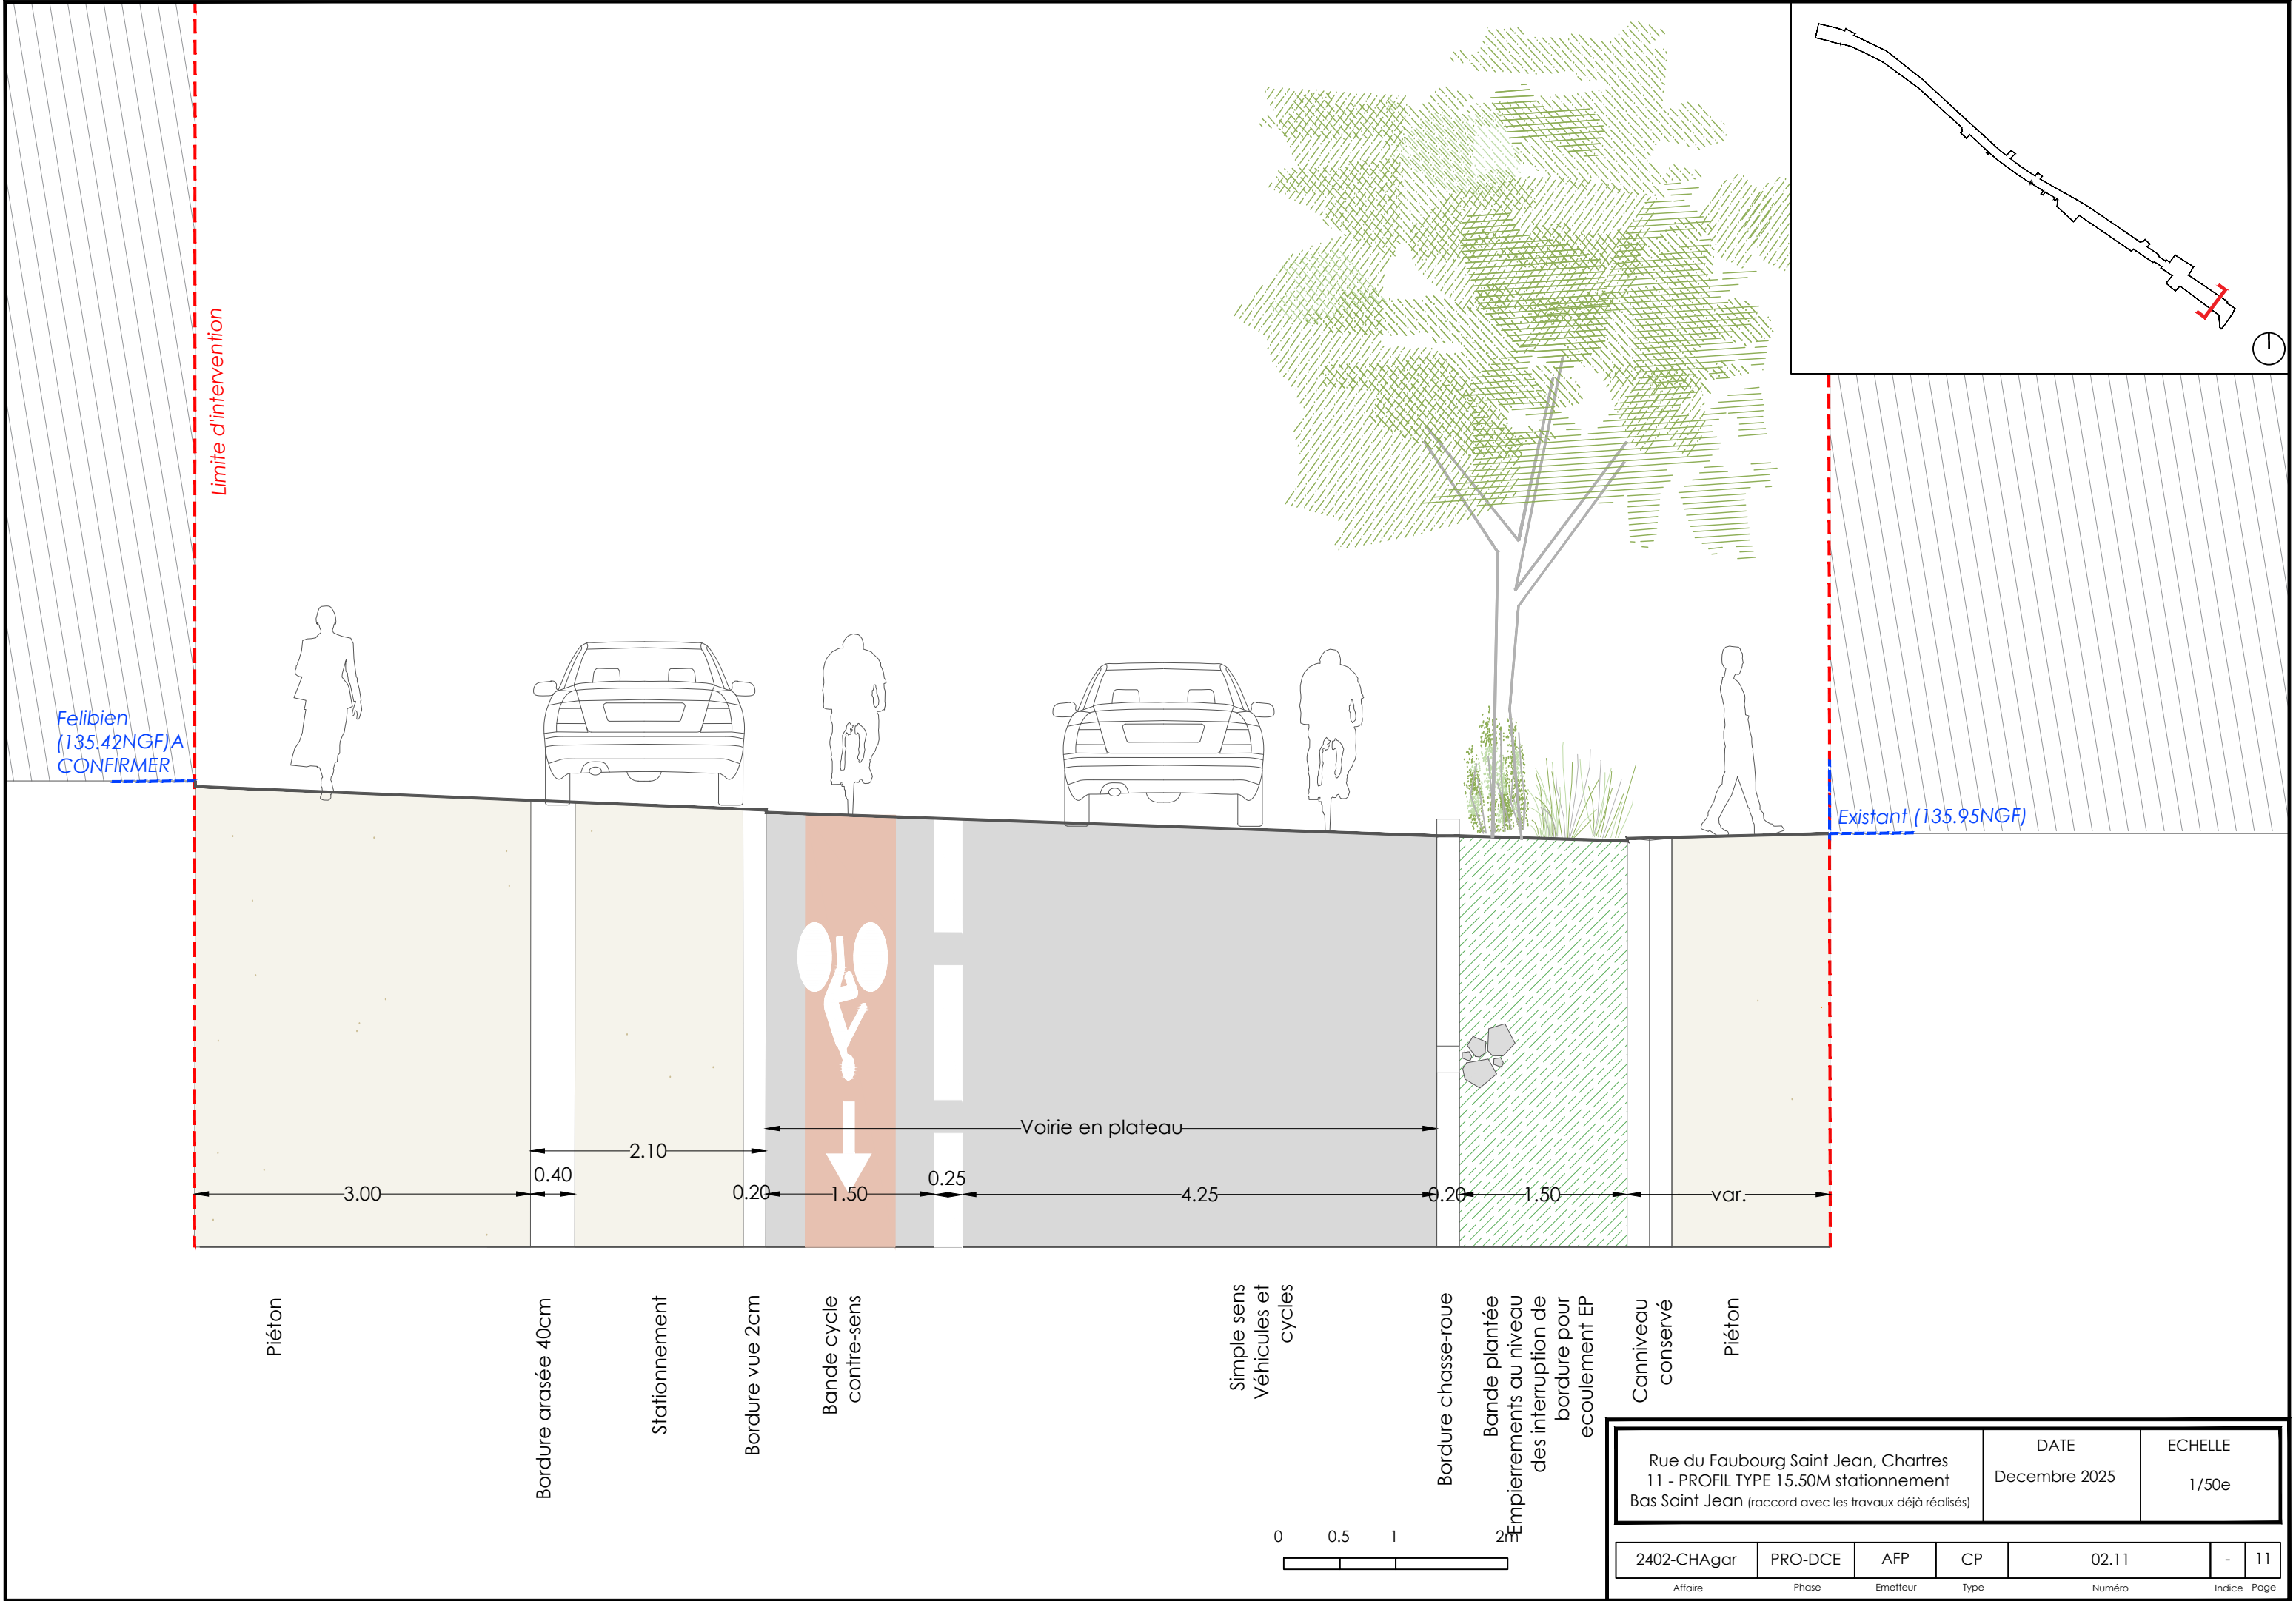 Limite d'intervention
Felibien
(135.42NGF)A
CONFIRMER
Existant (135.95NGF)
Voirie en plateau
2.10
0.40
0.25
3.00
0.20
1.50
4.25
0.20
1.50
var.
Piéton
Bordure arasée 40cm
Stationnement
Bordure vue 2cm
Bande cycle
contre-sens
Simple sens
Véhicules et
cycles
Bordure chasse-roue
Bande plantée
Empierrements au niveau
des interruption de
bordure pour
ecoulement EP
Canniveau
conservé
Piéton
0 0.5 1 2m
Rue du Faubourg Saint Jean, Chartres
11 - PROFIL TYPE 15.50M stationnement
Bas Saint Jean (raccord avec les travaux déjà réalisés)
DATE
Decembre 2025
ECHELLE
1/50e
2402-CHAgar PRO-DCE AFP CP 02.11 - 11
Affaire Phase Emetteur Type Numéro Indice Page